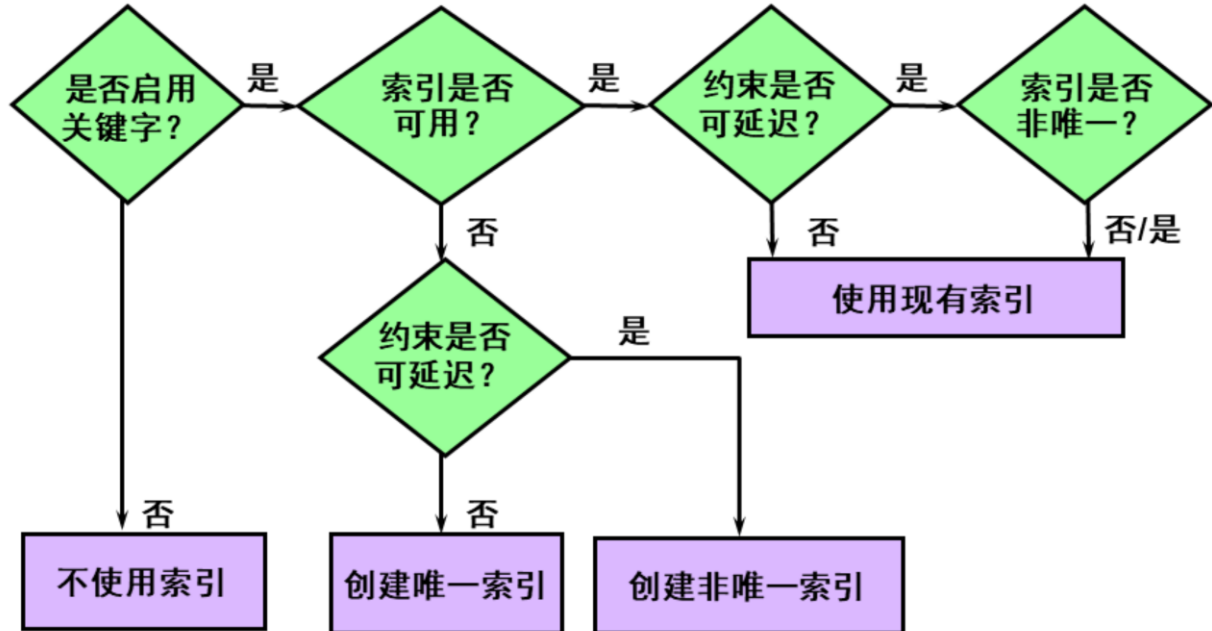 是否启用
关键字?
是
索引是否
可用?
是
约束是否
可延迟?
是
索引是否
非唯一?
否
否
否/是
使用现有索引
约束是否
可延迟?
是
否
否
不使用索引
创建唯一索引
创建非唯一索引